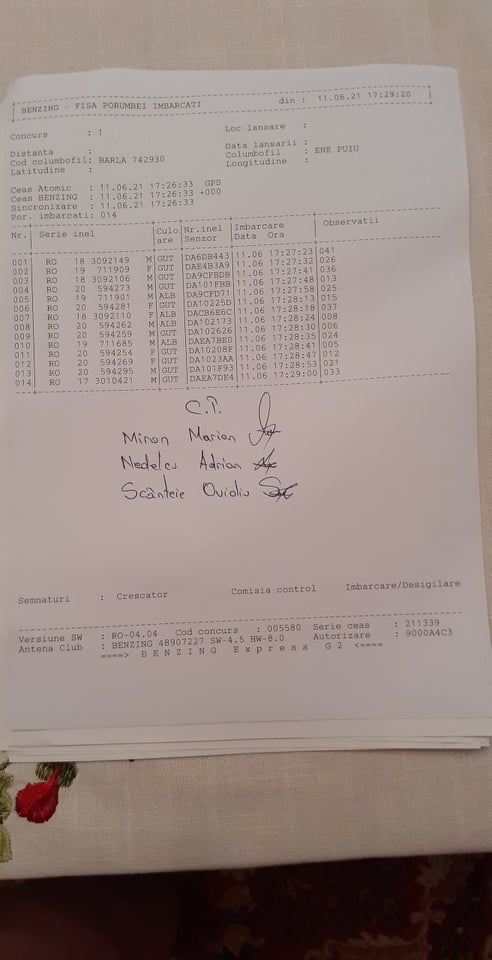 BENZING - FISA PORUMBEI IMBARCATI din : 11.06.21 17:29:20
Concurs : 1 Loc lansare :
Distanta : Data lansarii :
Cod columbofil: BARLA 742930 Columbofil : ENE PUIU
Latitudine : Longitudine :
Ceas Atomic : 11.06.21 17:26:33 GPS
Ceas BENZING : 11.06.21 17:26:33 +000
Sincronizare : 11.06.21 17:26:33
Por. imbarcati: 014
Nr. Serie inel Culo Nr.inel Imbarcare Observatii
are Senzor Data Ora
001 RO 18 3092149 M GUT DA6DB443 11.06 17:27:23 041
002 RO 19 711909 F GUT DAE4B3A9 11.06 17:27:32 026
003 RO 18 3092106 M GUT DA9CFBDB 11.06 17:27:41 036
004 RO 20 594273 M GUT DA101FBB 11.06 17:27:48 013
005 RO 19 711901 M ALB DA9CFD71 11.06 17:27:58 025
006 RO 20 594281 F GUT DA10225D 11.06 17:28:13 015
007 RO 18 3092110 F ALB DACB6E6C 11.06 17:28:18 037
008 RO 20 594262 M ALB DA102173 11.06 17:28:24 008
009 RO 20 594259 M GUT DA102626 11.06 17:28:30 006
010 RO 19 711685 M ALB DAEA7BE0 11.06 17:28:35 024
011 RO 20 594254 F GUT DA10208F 11.06 17:28:41 005
012 RO 20 594269 F GUT DA1023AA 11.06 17:28:47 012
013 RO 20 594295 M GUT DA101F93 11.06 17:28:53 021
014 RO 17 3010421 M GUT DAEA7DE4 11.06 17:29:00 033
C.P.
Miron Marian
Nedelcu Adrian
Scânteie Ovidiu
Semnaturi : Crescator Comisia control Imbarcare/Desigilare
Versiune SW : RO-04.04 Cod concurs : 005580 Serie ceas : 211339
Antena Club : BENZING 48907227 SW-4.5 HW-8.0 Autorizare : 9000A4C3
====> B E N Z I N G E x p r e s s G 2 <====